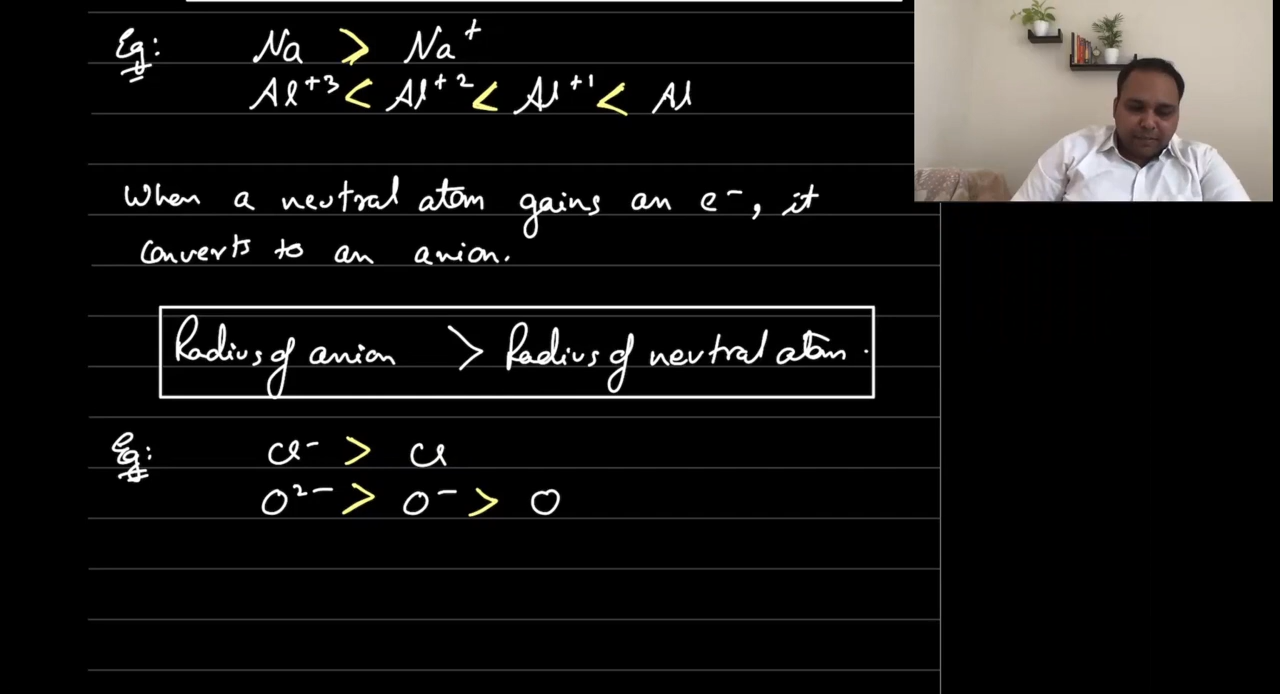 Eg: Na > Na⁺
Al⁺³ < Al⁺² < Al⁺¹ < Al
When a neutral atom gains an e⁻, it
converts to an anion.
Radius of anion > Radius of neutral atom.
Eg: Cl⁻ > Cl
O²⁻ > O⁻ > O